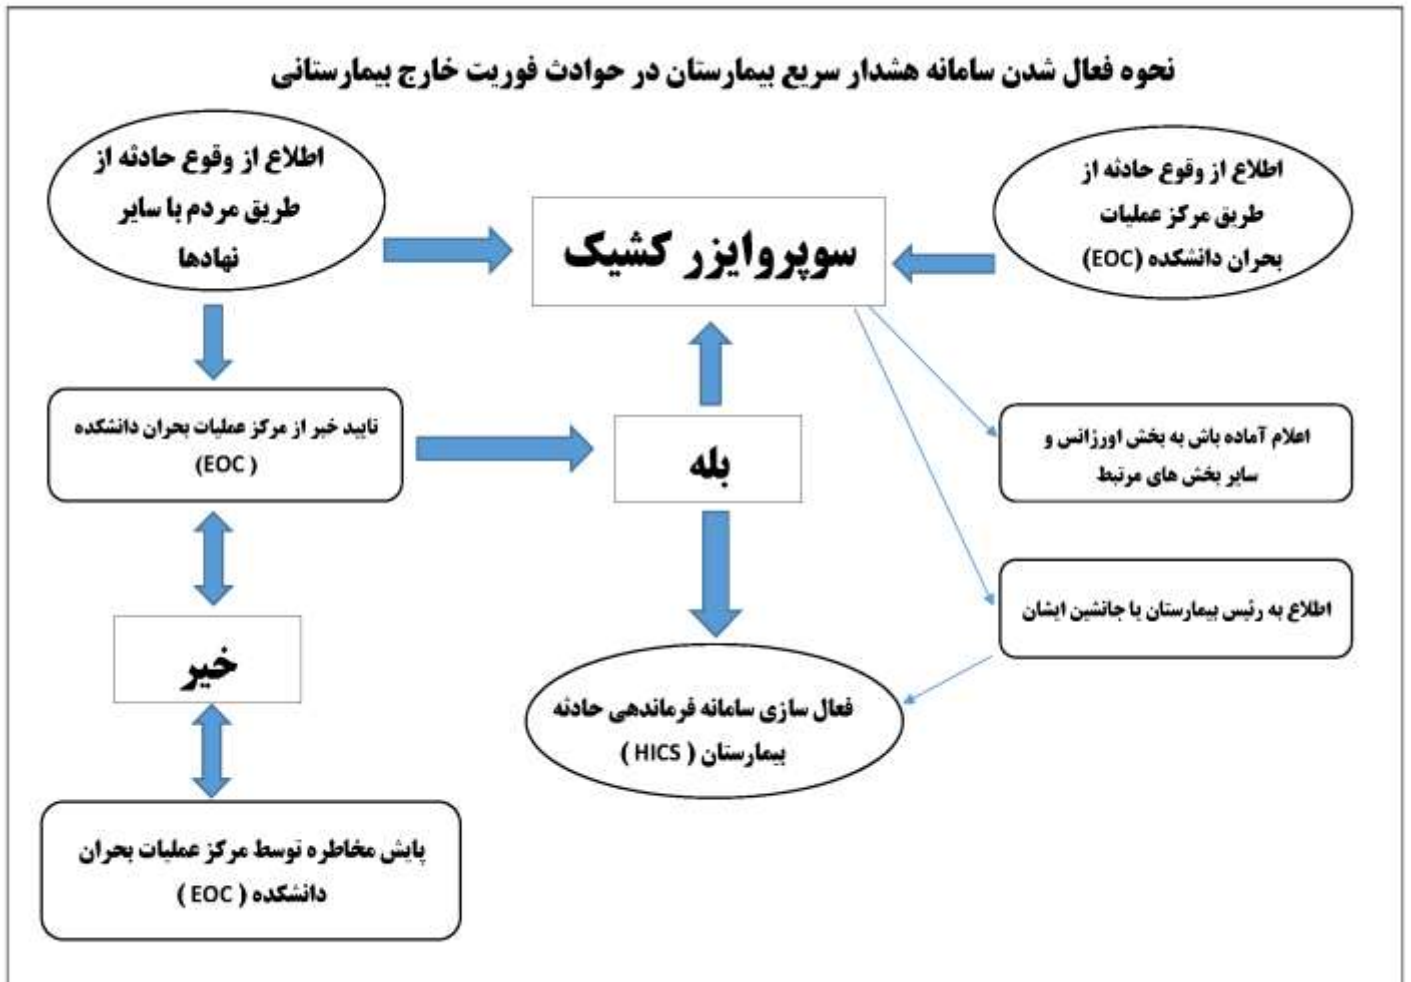 نحوه فعال شدن سامانه هشدار سریع بیمارستان در حوادث فوریت خارج بیمارستانی
اطلاع از وقوع حادثه از
طریق مرکز عملیات
بحران دانشکده (EOC)
سوپروایزر کشیک
اطلاع از وقوع حادثه از
طریق مردم با سایر
نهادها
تایید خبر از مرکز عملیات بحران دانشکده
(EOC )
بله
اعلام آماده باش به بخش اورژانس و
سایر بخش های مرتبط
اطلاع به رئیس بیمارستان یا جانشین ایشان
خیر
فعال سازی سامانه فرماندهی حادثه
بیمارستان ( HICS )
پایش مخاطره توسط مرکز عملیات بحران
دانشکده ( EOC )